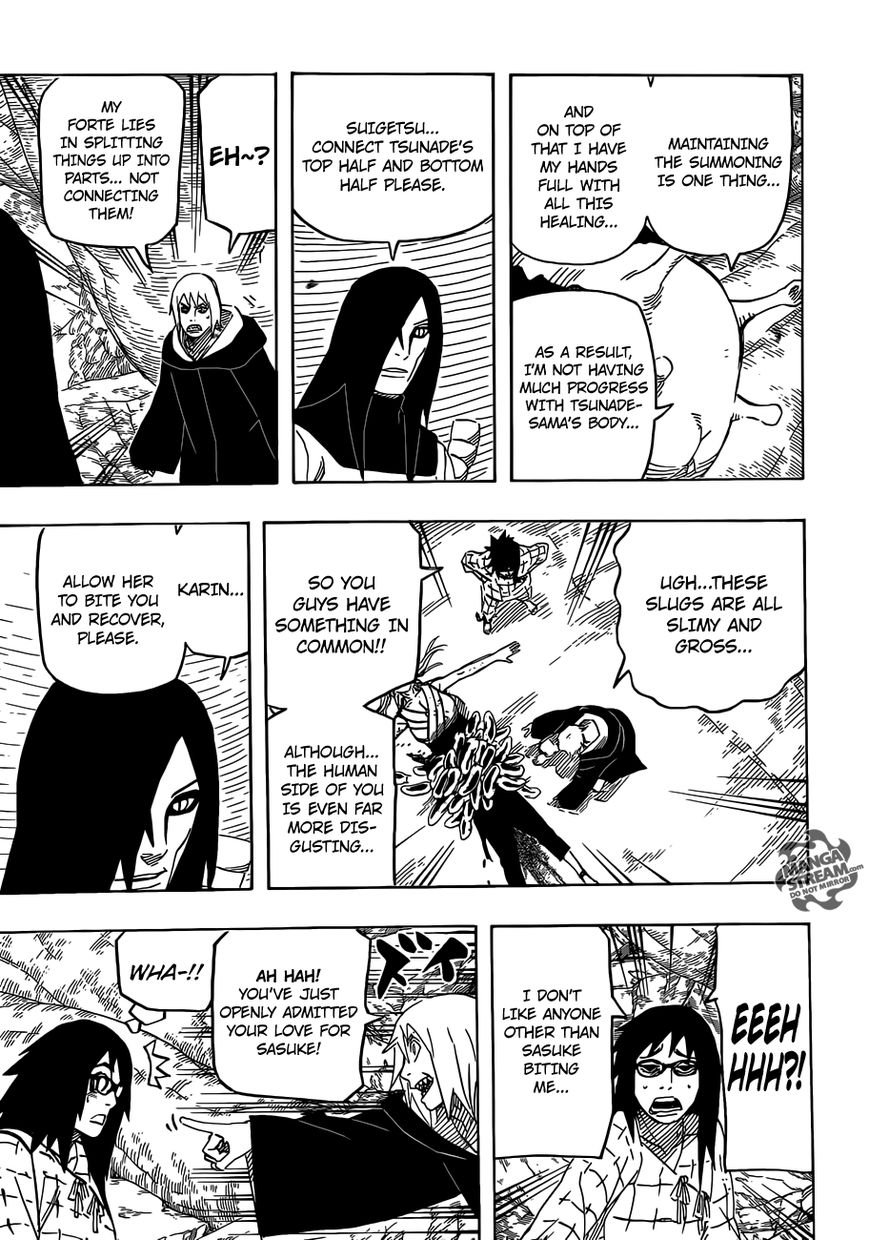 MAINTAINING
THE SUMMONING
IS ONE THING...
AND
ON TOP OF
THAT I HAVE
MY HANDS
FULL WITH
ALL THIS
HEALING...
AS A RESULT,
I'M NOT HAVING
MUCH PROGRESS
WITH TSUNADE-
SAMA'S BODY...
SUIGETSU...
CONNECT TSUNADE'S
TOP HALF AND BOTTOM
HALF PLEASE.
EH~?
MY
FORTE LIES
IN SPLITTING
THINGS UP INTO
PARTS... NOT
CONNECTING
THEM!
UGH...THESE
SLUGS ARE ALL
SLIMY AND
GROSS...
SO YOU
GUYS HAVE
SOMETHING IN
COMMON!!
ALTHOUGH...
THE HUMAN
SIDE OF YOU
IS EVEN FAR
MORE DIS-
GUSTING...
KARIN...
ALLOW HER
TO BITE YOU
AND RECOVER,
PLEASE.
MANGA
STREAM.com
DO NOT MIRROR
EEEH
HHH?!
I DON'T
LIKE ANYONE
OTHER THAN
SASUKE
BITING
ME...
ズズイ
AH HAH!
YOU'VE JUST
OPENLY ADMITTED
YOUR LOVE FOR
SASUKE!
WHA-!!